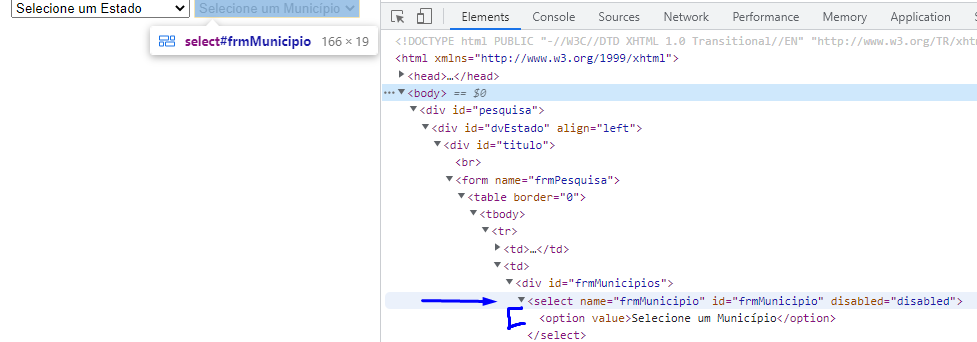 Selecione um Estado
Selecione um Município
select#frmMunicipio 166 × 19
Elements Console Sources Network Performance Memory Application
<!DOCTYPE html PUBLIC "-//W3C//DTD XHTML 1.0 Transitional//EN" "http://www.w3.org/TR/xht
<html xmlns="http://www.w3.org/1999/xhtml">
<head>…</head>
<body> == $0
<div id="pesquisa">
<div id="dvEstado" align="left">
<div id="titulo">
<br>
<form name="frmPesquisa">
<table border="0">
<tbody>
<tr>
<td>…</td>
<td>
<div id="frmMunicipios">
<select name="frmMunicipio" id="frmMunicipio" disabled="disabled">
<option value>Selecione um Município</option>
</select>